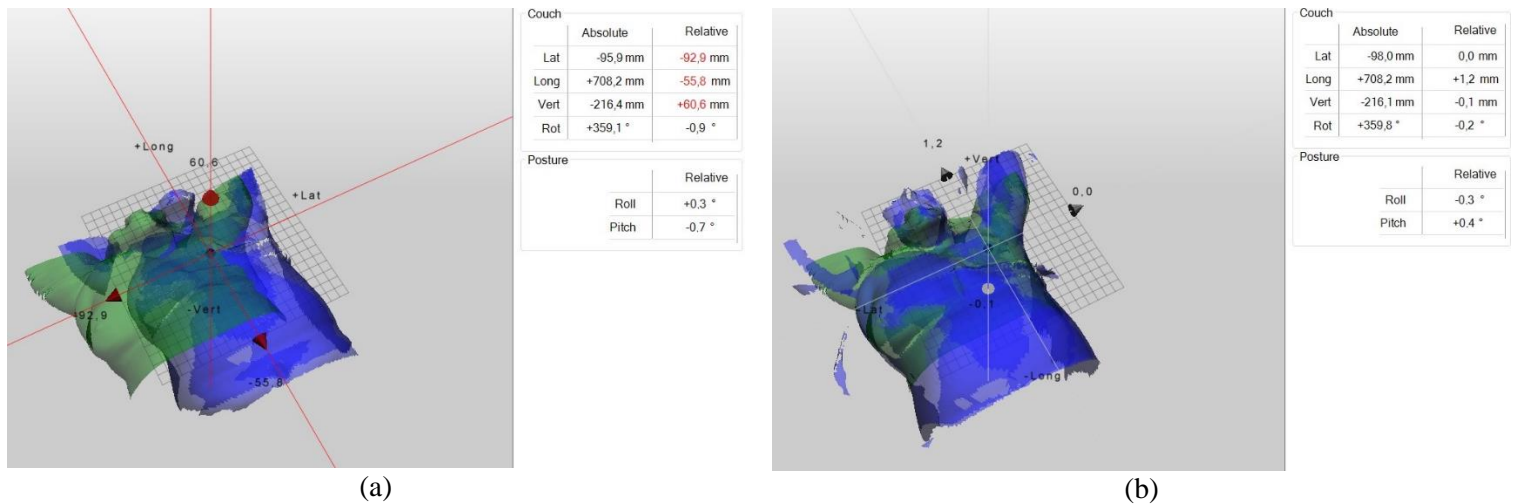 +Long
60,6
+Lat
-92,9
-Vert
-55,8
Couch
Absolute Relative
Lat -95,9 mm -92,9 mm
Long +708,2 mm -55,8 mm
Vert -216,4 mm +60,6 mm
Rot +359,1 ° -0,9 °
Posture
Relative
Roll +0,3 °
Pitch -0,7 °
(a)
1,2
+Vert
0,0
-Lat
-0,1
-Long
Couch
Absolute Relative
Lat -98,0 mm 0,0 mm
Long +708,2 mm +1,2 mm
Vert -216,1 mm -0,1 mm
Rot +359,8 ° -0,2 °
Posture
Relative
Roll -0,3 °
Pitch +0,4 °
(b)